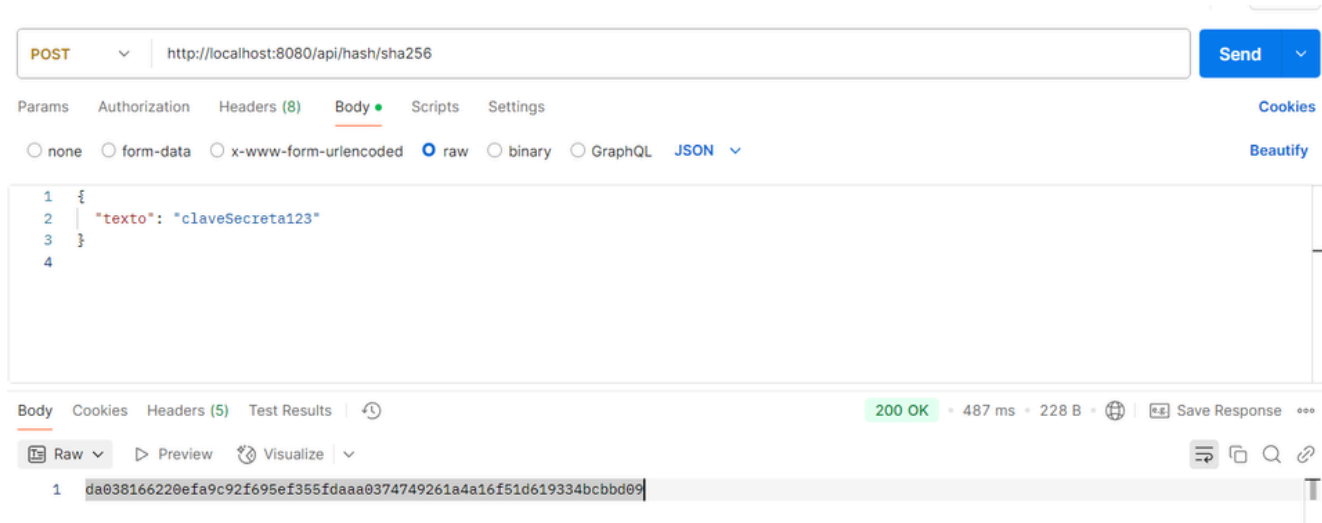 POST http://localhost:8080/api/hash/sha256 Send
Params Authorization Headers (8) Body Scripts Settings Cookies
none form-data x-www-form-urlencoded raw binary GraphQL JSON Beautify
1 {
2 "texto": "claveSecreta123"
3 }
4
Body Cookies Headers (5) Test Results 200 OK • 487 ms • 228 B • e.g. Save Response
Raw Preview Visualize
1 da038166220efa9c92f695ef355fdaaa0374749261a4a16f51d619334bcbbd09